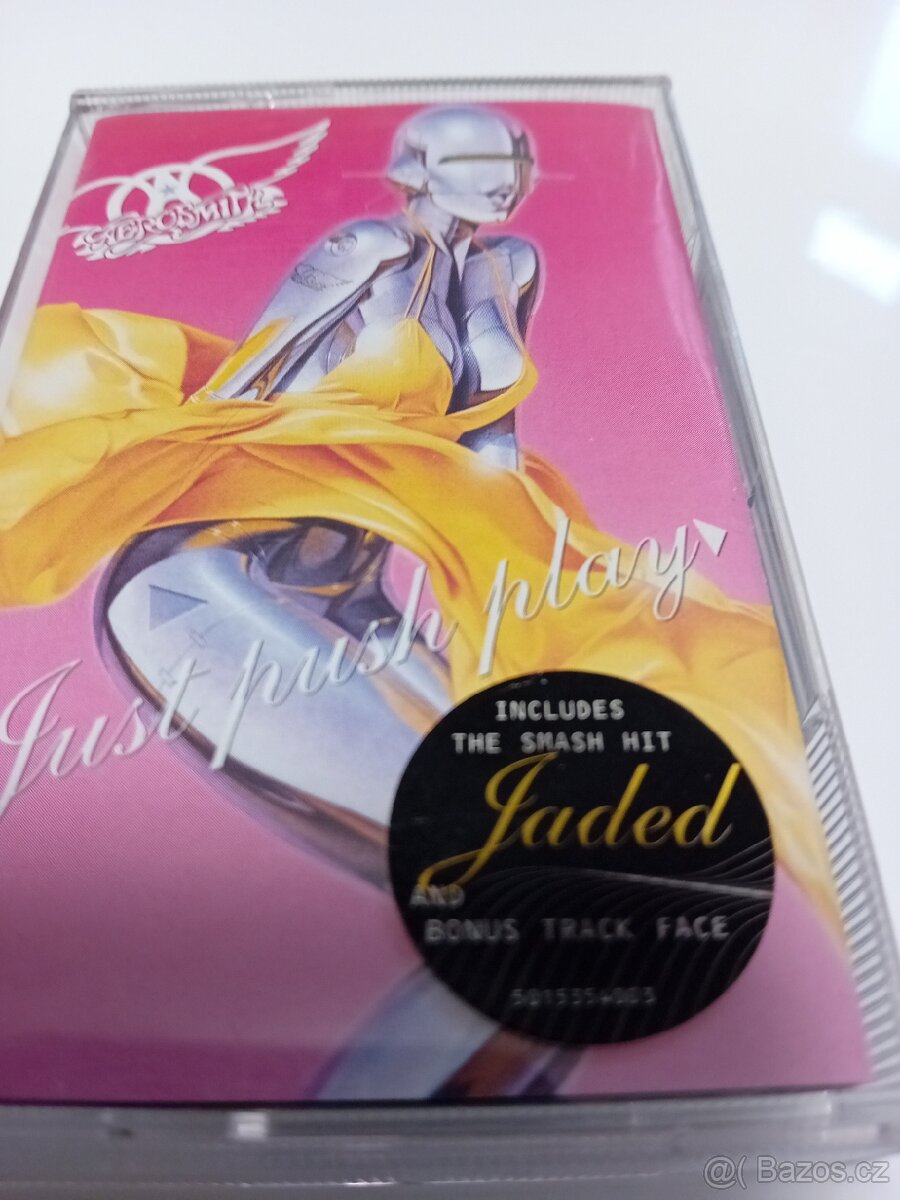 AEROSMITH
Just push play
INCLUDES
THE SMASH HIT
Jaded
AND
BONUS TRACK FACE
@( Bazos.cz